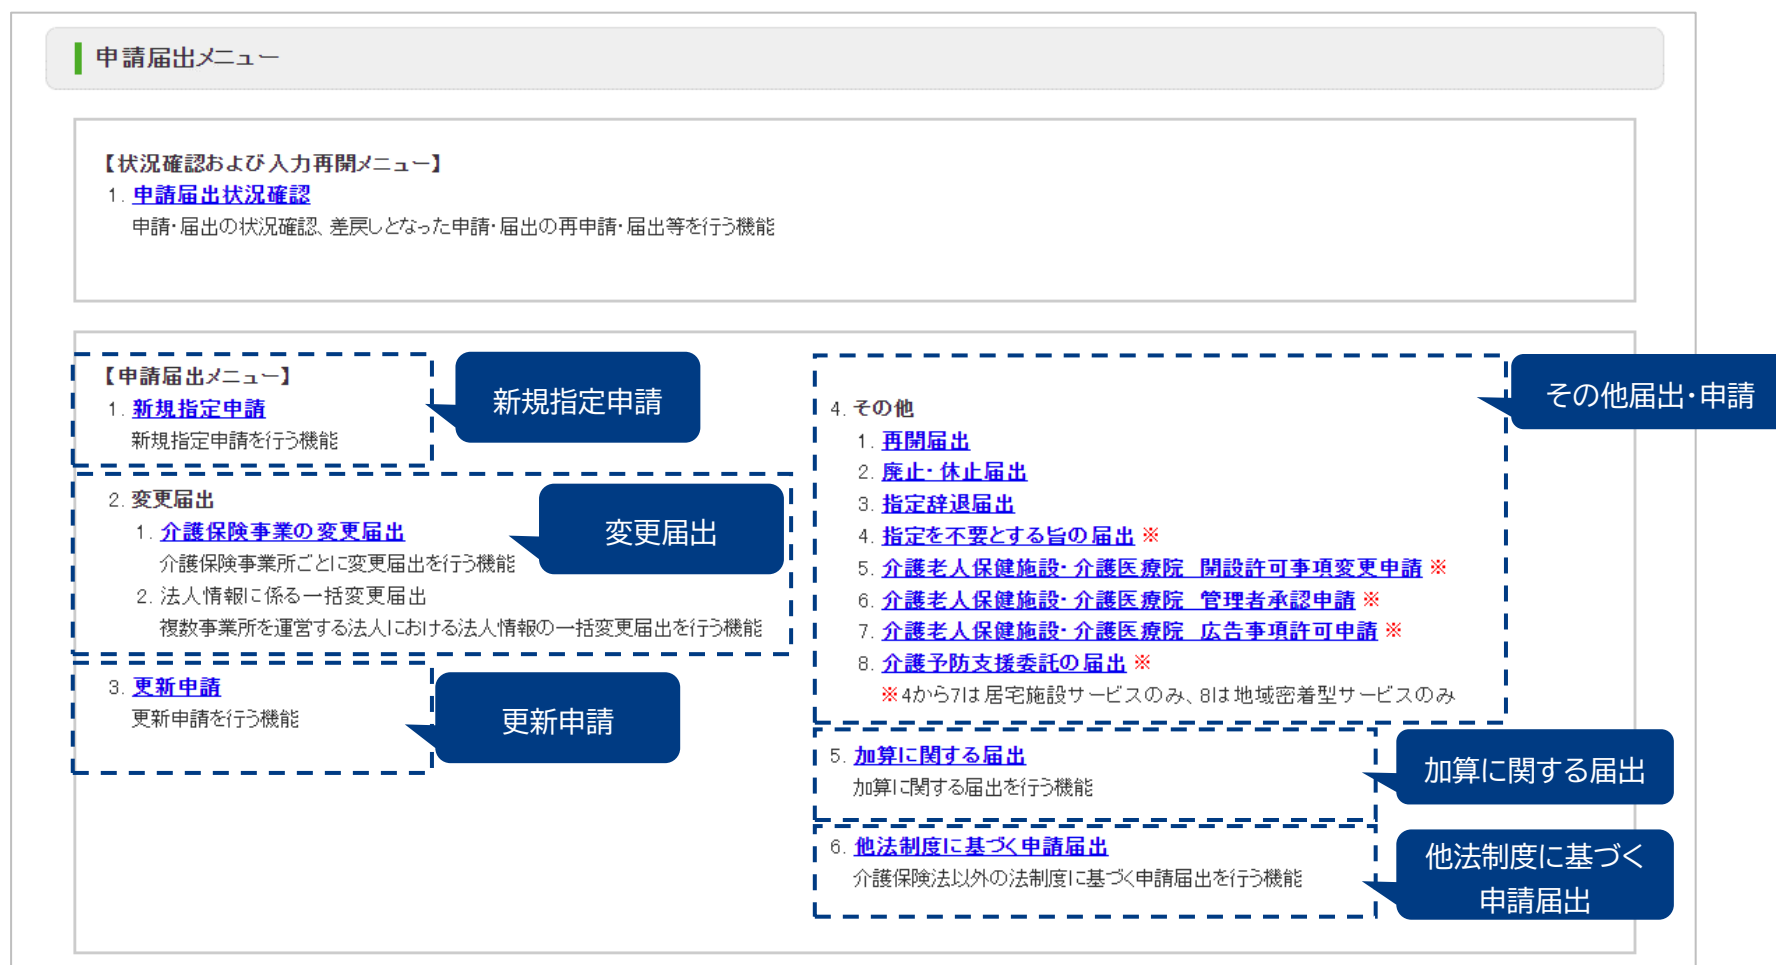 申請届出メニュー
【状況確認および入力再開メニュー】
1. 申請届出状況確認
申請・届出の状況確認、差戻しとなった申請・届出の再申請・届出等を行う機能
【申請届出メニュー】
1. 新規指定申請
新規指定申請を行う機能
新規指定申請
2. 変更届出
1. 介護保険事業の変更届出
介護保険事業所ごとに変更届出を行う機能
2. 法人情報に係る一括変更届出
複数事業所を運営する法人における法人情報の一括変更届出を行う機能
変更届出
3. 更新申請
更新申請を行う機能
更新申請
4. その他
1. 再開届出
2. 廃止・休止届出
3. 指定辞退届出
4. 指定を不要とする旨の届出 ※
5. 介護老人保健施設・介護医療院 開設許可事項変更申請 ※
6. 介護老人保健施設・介護医療院 管理者承認申請 ※
7. 介護老人保健施設・介護医療院 広告事項許可申請 ※
8. 介護予防支援委託の届出 ※
※4から7は居宅施設サービスのみ、8は地域密着型サービスのみ
その他届出・申請
5. 加算に関する届出
加算に関する届出を行う機能
加算に関する届出
6. 他法制度に基づく申請届出
介護保険法以外の法制度に基づく申請届出を行う機能
他法制度に基づく
申請届出